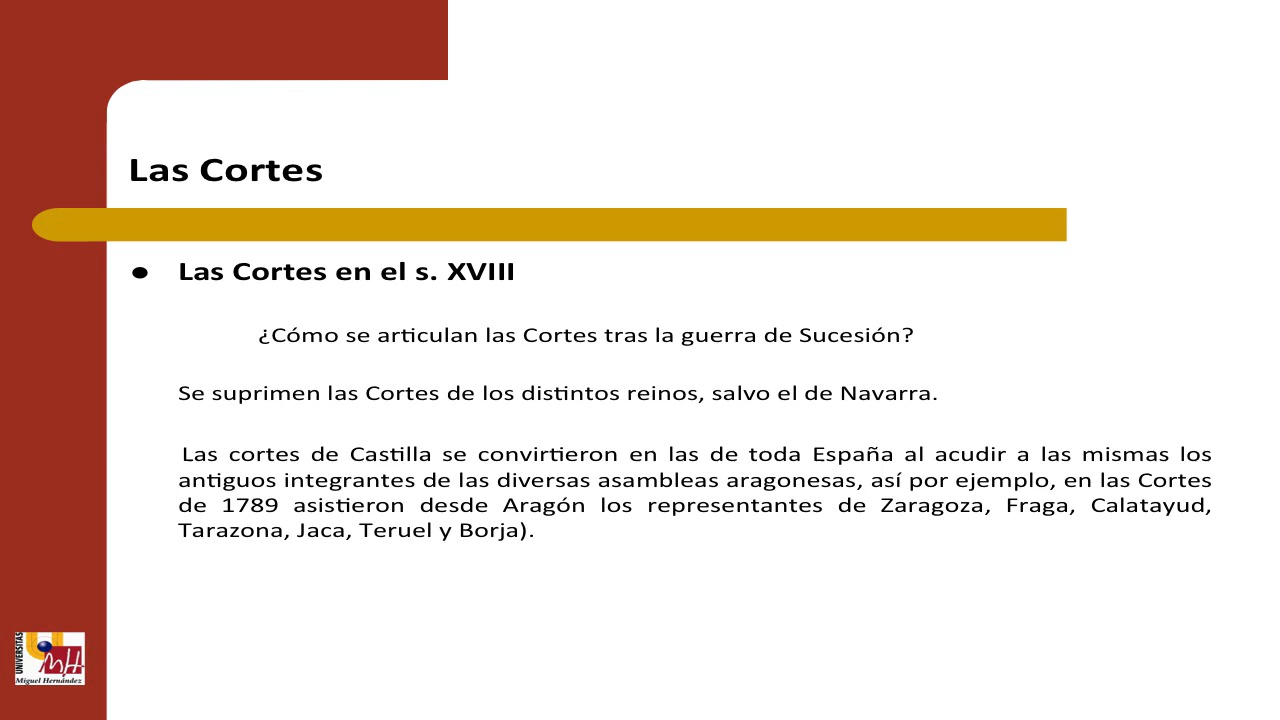 Las Cortes
● Las Cortes en el s. XVIII
¿Cómo se articulan las Cortes tras la guerra de Sucesión?
Se suprimen las Cortes de los distintos reinos, salvo el de Navarra.
Las cortes de Castilla se convirtieron en las de toda España al acudir a las mismas los
antiguos integrantes de las diversas asambleas aragonesas, así por ejemplo, en las Cortes
de 1789 asistieron desde Aragón los representantes de Zaragoza, Fraga, Calatayud,
Tarazona, Jaca, Teruel y Borja).
UNIVERSITAS
MH
Miguel Hernández